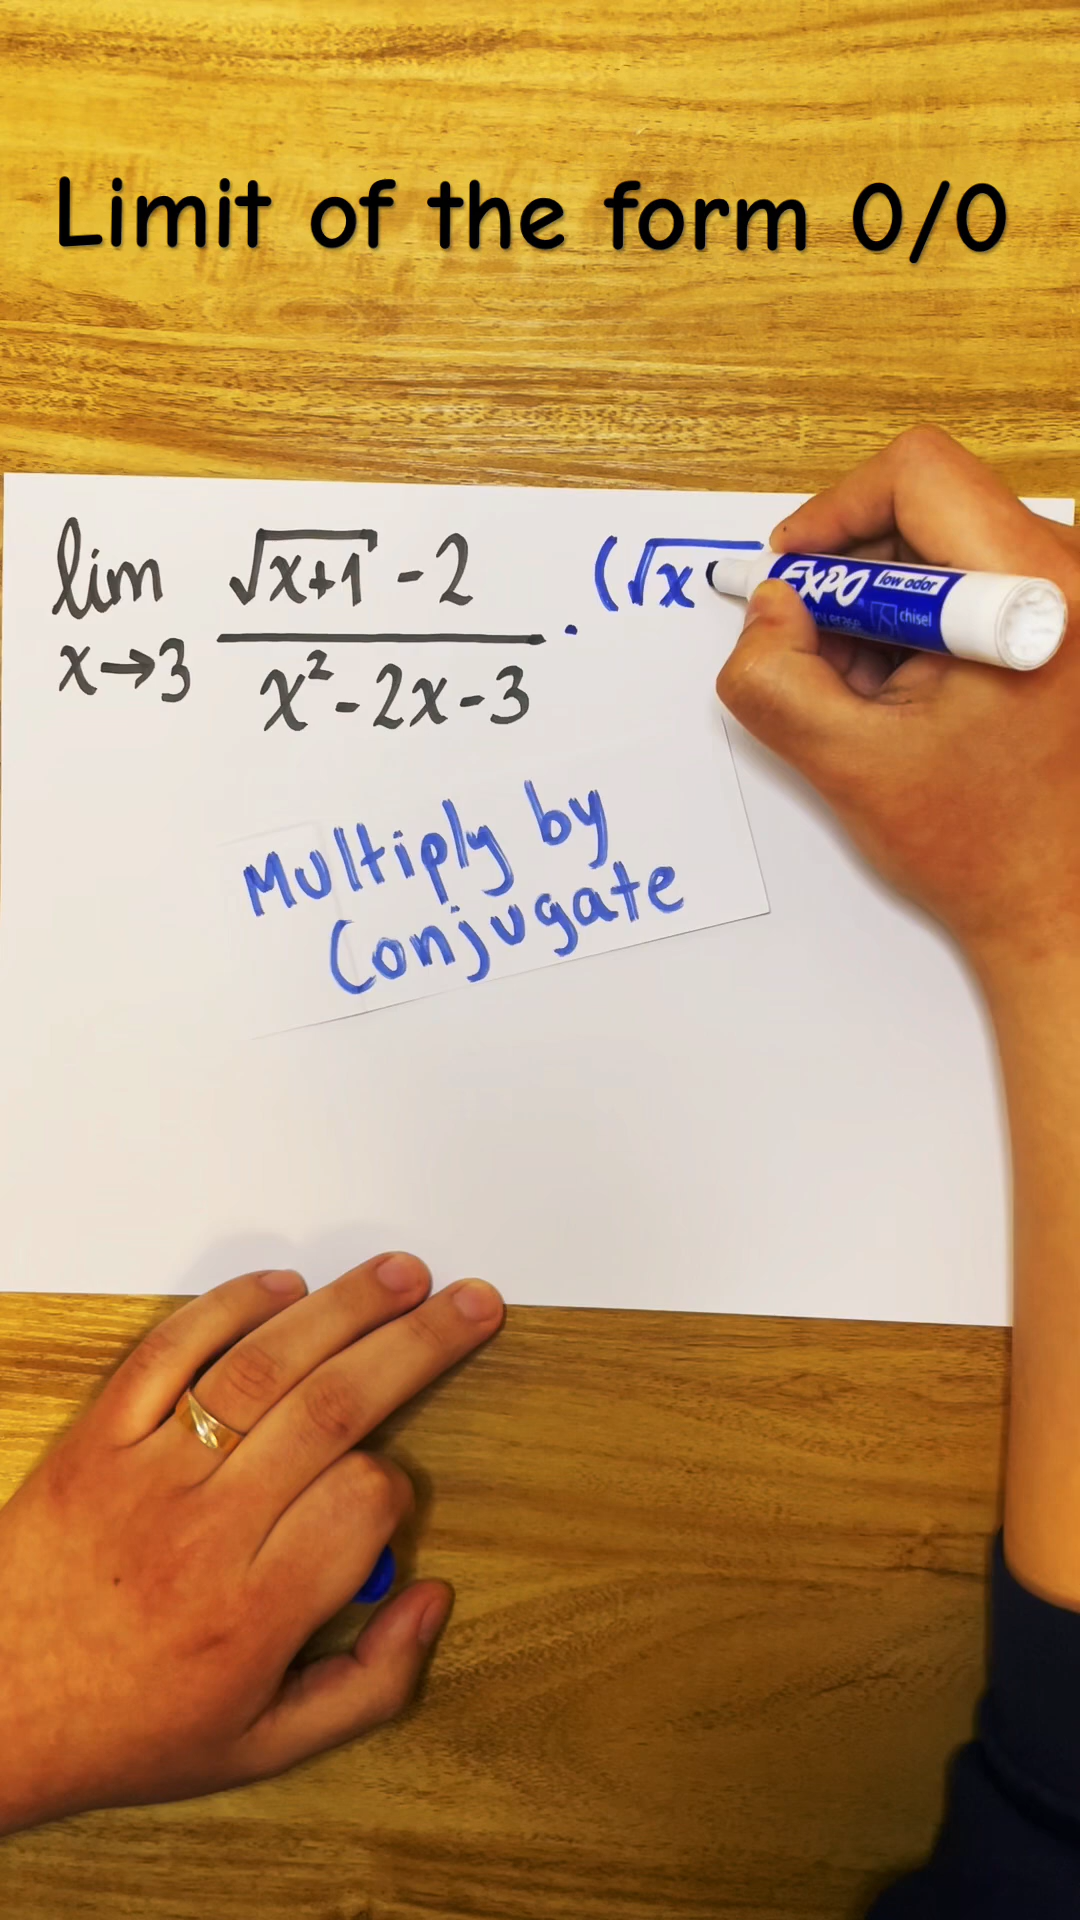 Limit of the form 0/0
lim √x+1 - 2 · (√x
x→3 x² - 2x - 3
Multiply by
Conjugate
EXPO low odor
chisel